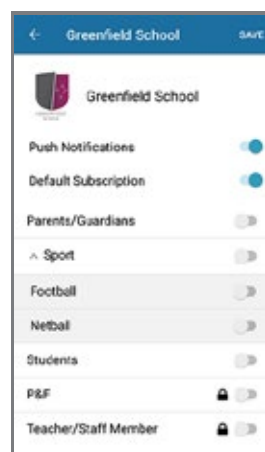 Greenfield School SAVE
Greenfield School
Push Notifications
Default Subscription
Parents/Guardians
Sport
Football
Netball
Students
P&F
Teacher/Staff Member